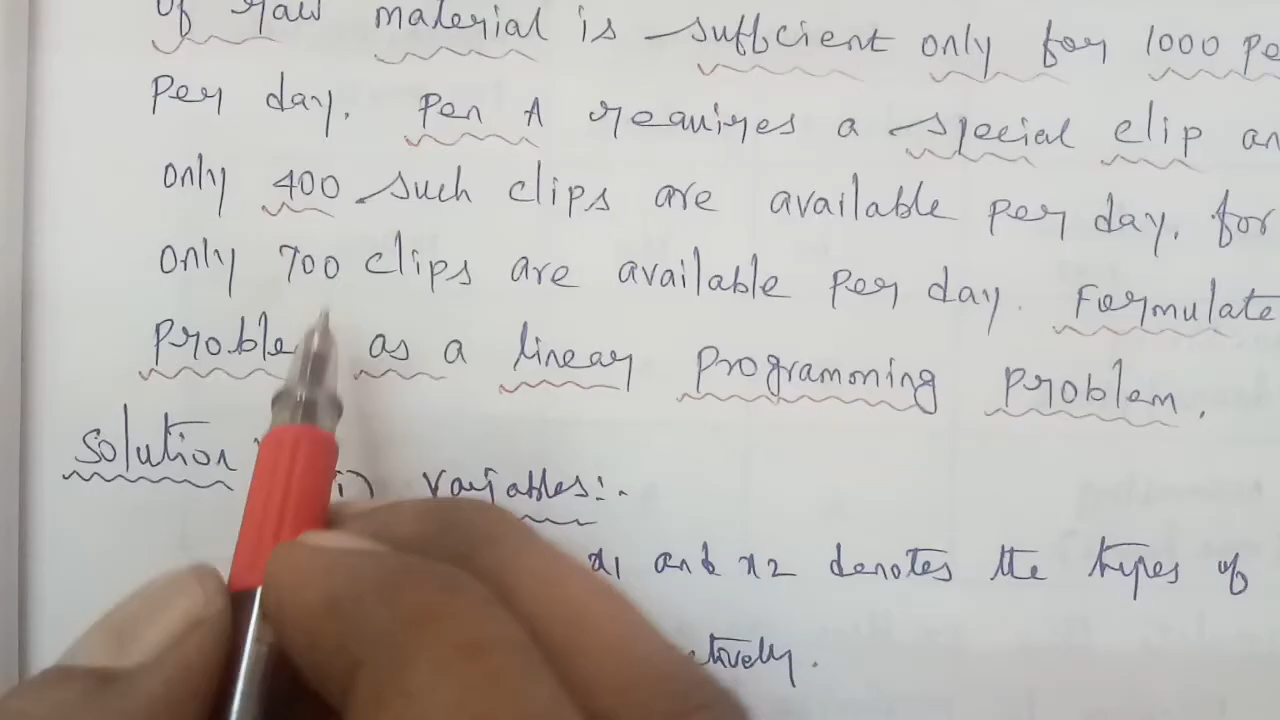 of raw material is sufficient only for 1000
per day. Pen A requires a special clip
only 400 such clips are available per day. for
only 700 clips are available per day. Formulate
as a linear programming problem.
Solution i) variables:-
x1 and x2 denotes the types of